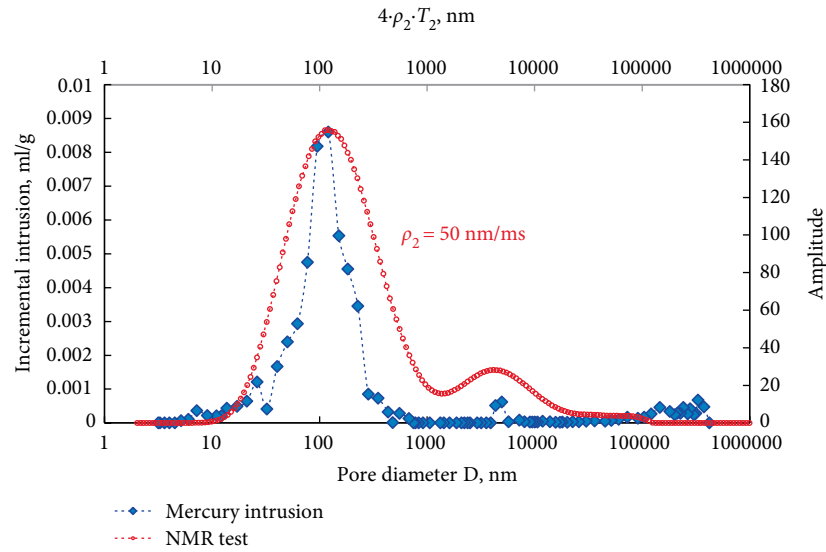 4·ρ₂·T₂, nm
1 10 100 1000 10000 100000 1000000
0.01 180
0.009 160
0.008 140
0.007 120
0.006 100
0.005 80
0.004 60
0.003 40
0.002 20
0.001 0
0
Incremental intrusion, ml/g
Amplitude
ρ₂ = 50 nm/ms
1 10 100 1000 10000 100000 1000000
Pore diameter D, nm
Mercury intrusion
NMR test